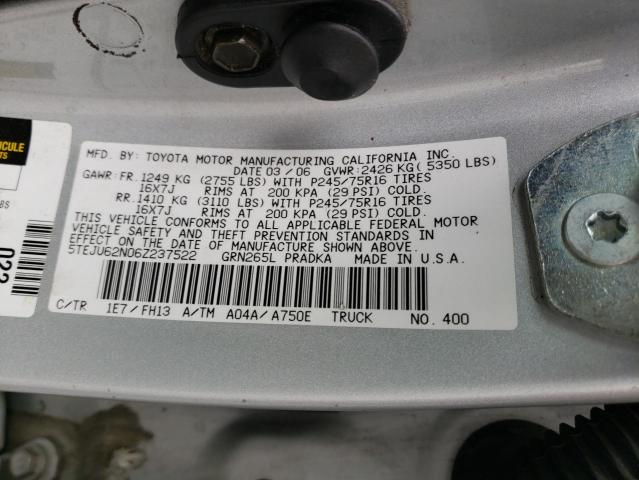 MFD. BY: TOYOTA MOTOR MANUFACTURING CALIFORNIA INC.
DATE 03 / 06 GVWR: 2426 KG ( 5350 LBS)
GAWR: FR. 1249 KG (2755 LBS) WITH P245/75R16 TIRES
16X7J RIMS AT 200 KPA (29 PSI) COLD.
RR. 1410 KG (3110 LBS) WITH P245/75R16 TIRES
16X7J RIMS AT 200 KPA (29 PSI) COLD.
THIS VEHICLE CONFORMS TO ALL APPLICABLE FEDERAL MOTOR
VEHICLE SAFETY AND THEFT PREVENTION STANDARDS IN
EFFECT ON THE DATE OF MANUFACTURE SHOWN ABOVE.
5TEJU62N06Z237522 GRN265L PRADKA MADE IN U.S.A.
C/TR 1E7/FH13 A/TM A04A/A750E TRUCK NO. 400